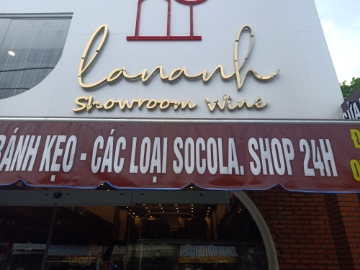 lananh
Showroom wine
BÁNH KẸO - CÁC LOẠI SOCOLA. SHOP 24H